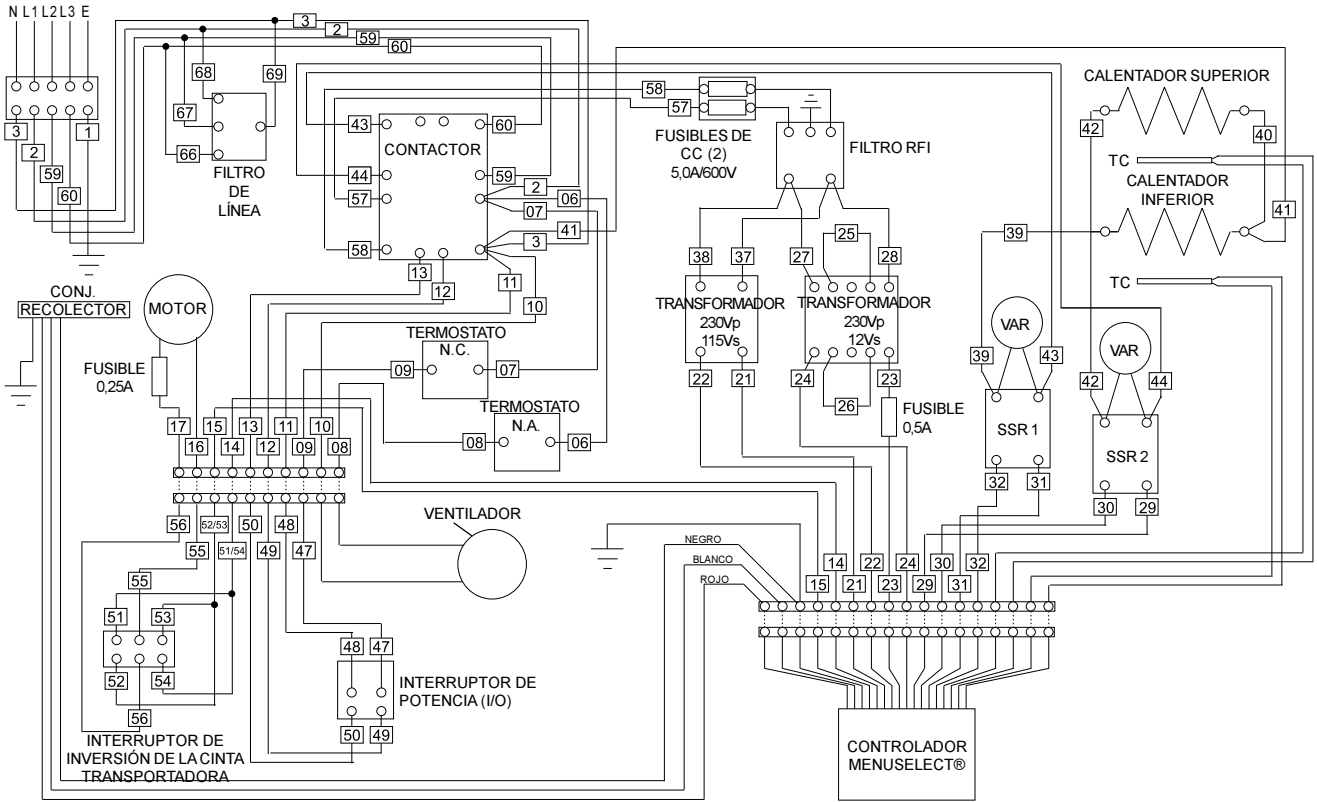 N L1 L2 L3 E
3
2
59
60
68
69
67
66
FILTRO
DE
LÍNEA
3
2
59
60
1
43
44
57
58
CONTACTOR
60
59
2
06
07
41
3
11
10
13
12
58
57
FUSIBLES DE
CC (2)
5,0A/600V
FILTRO RFI
CALENTADOR SUPERIOR
42
40
TC
CALENTADOR
INFERIOR
39
41
TC
38
37
27
25
28
TRANSFORMADOR
230Vp
115Vs
TRANSFORMADOR
230Vp
12Vs
22
21
24
26
23
FUSIBLE
0,5A
VAR
39
43
SSR 1
32
31
VAR
42
44
SSR 2
30
29
CONJ.
RECOLECTOR
MOTOR
FUSIBLE
0,25A
TERMOSTATO
N.C.
09
07
TERMOSTATO
N.A.
08
06
17
16
15
14
13
12
11
09
10
08
56
55
52/53
51/54
50
49
48
47
VENTILADOR
55
51
53
52
54
56
INTERRUPTOR DE
INVERSIÓN DE LA CINTA
TRANSPORTADORA
48
47
50
49
INTERRUPTOR DE
POTENCIA (I/O)
NEGRO
BLANCO
ROJO
15
14
21
22
23
24
29
30
31
32
CONTROLADOR
MENUSELECT®